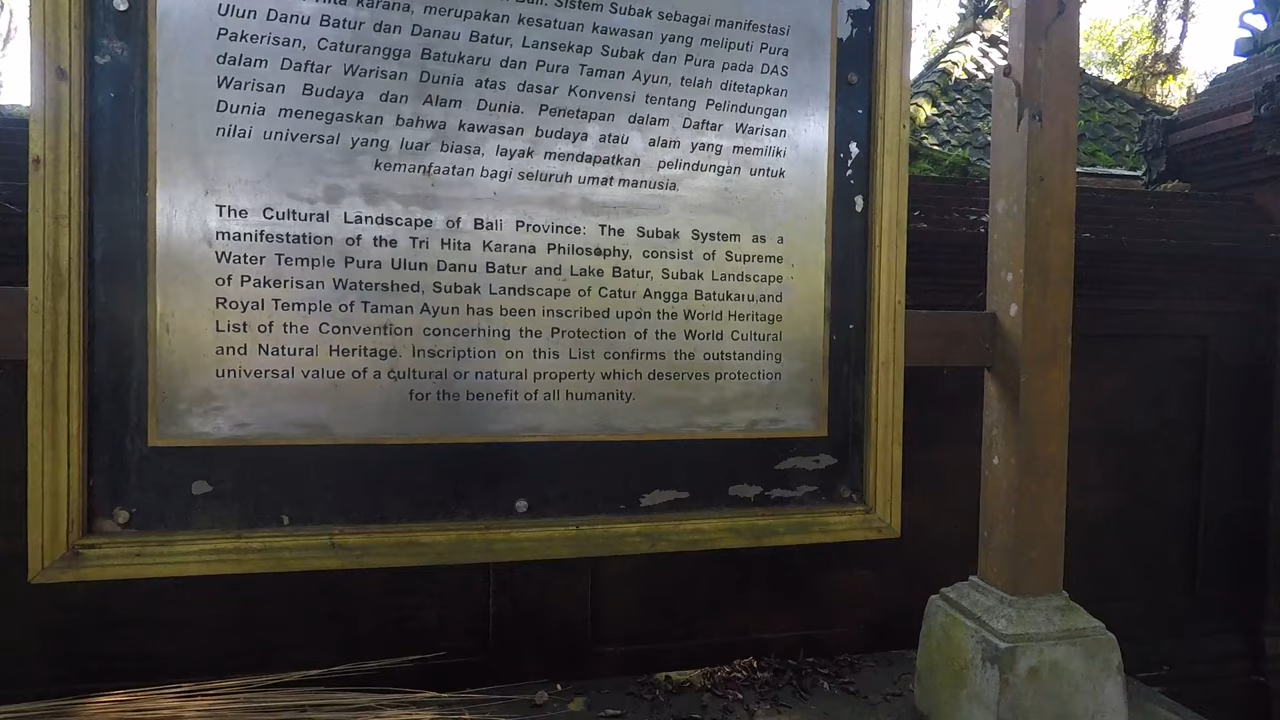 Bali. Sistem Subak sebagai manifestasi
Hita karana, merupakan kesatuan kawasan yang meliputi Pura
Ulun Danu Batur dan Danau Batur, Lansekap Subak dan Pura pada DAS
Pakerisan, Caturangga Batukaru dan Pura Taman Ayun, telah ditetapkan
dalam Daftar Warisan Dunia atas dasar Konvensi tentang Pelindungan
Warisan Budaya dan Alam Dunia. Penetapan dalam Daftar Warisan
Dunia menegaskan bahwa kawasan budaya atau alam yang memiliki
nilai universal yang luar biasa, layak mendapatkan pelindungan untuk
kemanfaatan bagi seluruh umat manusia.
The Cultural Landscape of Bali Province: The Subak System as a
manifestation of the Tri Hita Karana Philosophy, consist of Supreme
Water Temple Pura Ulun Danu Batur and Lake Batur, Subak Landscape
of Pakerisan Watershed, Subak Landscape of Catur Angga Batukaru,and
Royal Temple of Taman Ayun has been inscribed upon the World Heritage
List of the Convention concerning the Protection of the World Cultural
and Natural Heritage. Inscription on this List confirms the outstanding
universal value of a cultural or natural property which deserves protection
for the benefit of all humanity.